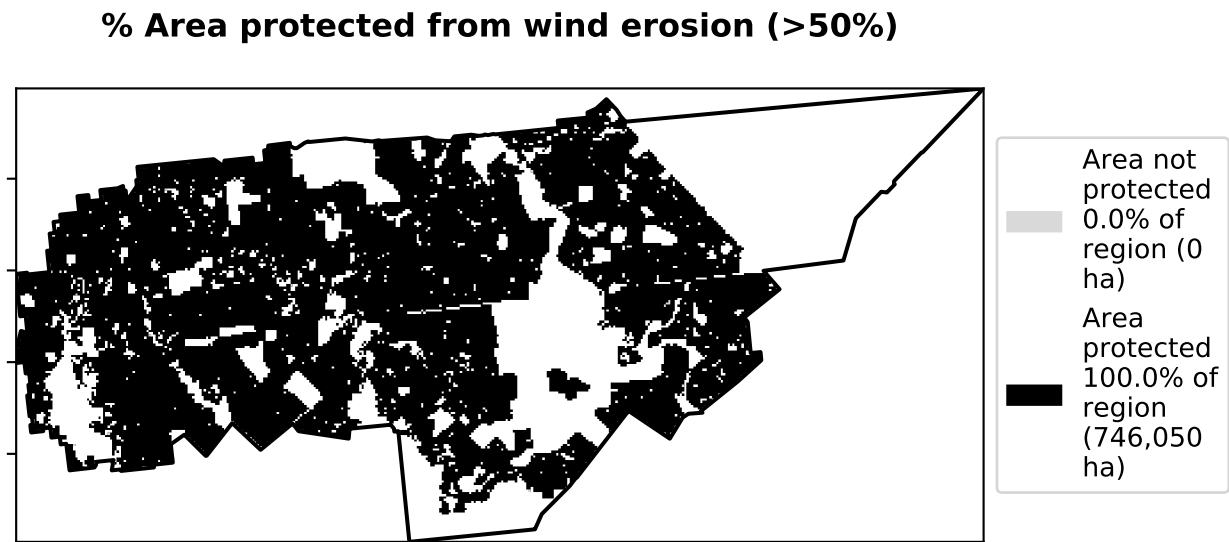 % Area protected from wind erosion (>50%)
Area not
protected
0.0% of
region (0
ha)
Area
protected
100.0% of
region
(746,050
ha)